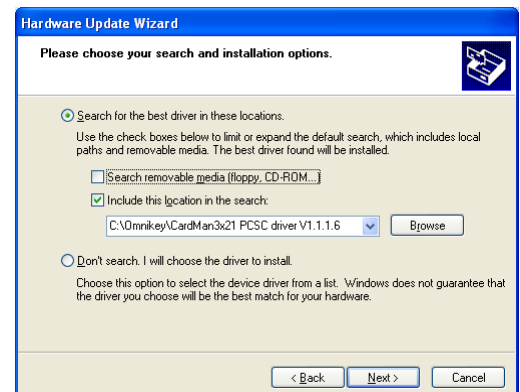 Hardware Update Wizard
Please choose your search and installation options.
Search for the best driver in these locations.
Use the check boxes below to limit or expand the default search, which includes local
paths and removable media. The best driver found will be installed.
Search removable media (floppy, CD-ROM...)
Include this location in the search:
C:\Omnikey\CardMan3x21 PCSC driver V1.1.1.6
Browse
Don't search. I will choose the driver to install.
Choose this option to select the device driver from a list. Windows does not guarantee that
the driver you choose will be the best match for your hardware.
< Back Next > Cancel